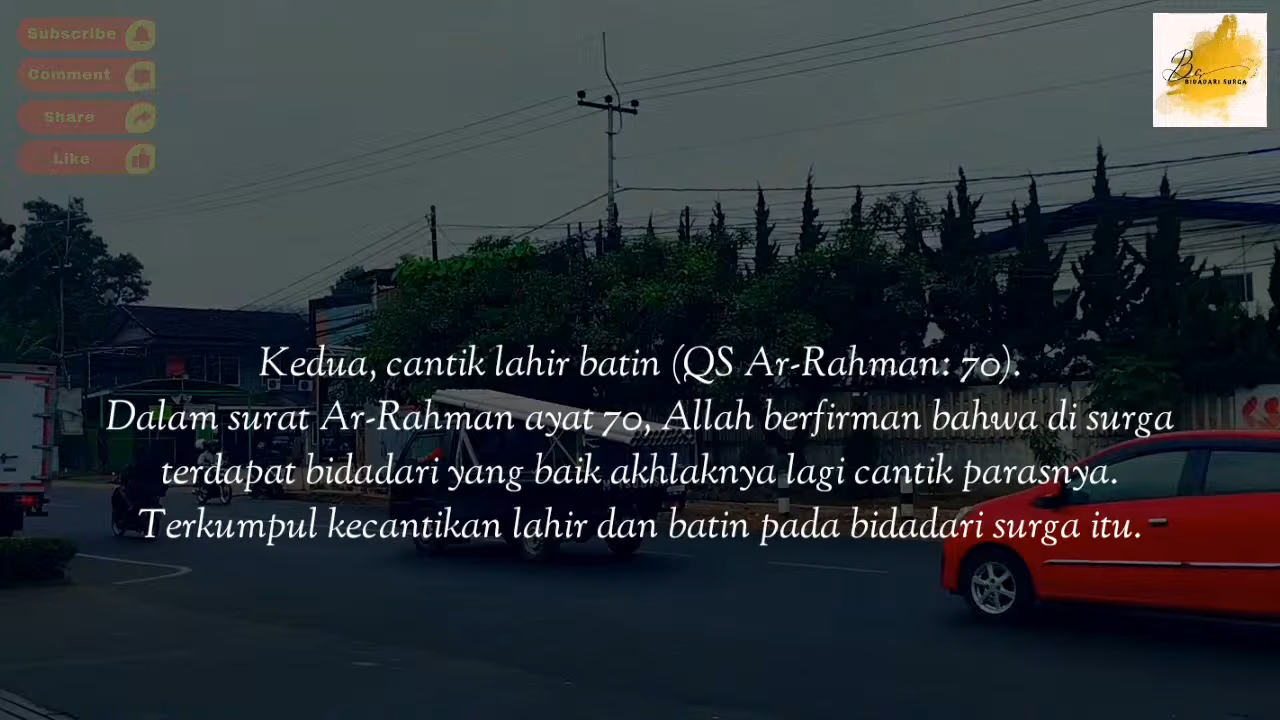 Subscribe
Comment
Share
Like
Bs
BIDADARI SURGA
Kedua, cantik lahir batin (QS Ar-Rahman: 70).
Dalam surat Ar-Rahman ayat 70, Allah berfirman bahwa di surga
terdapat bidadari yang baik akhlaknya lagi cantik parasnya.
Terkumpul kecantikan lahir dan batin pada bidadari surga itu.